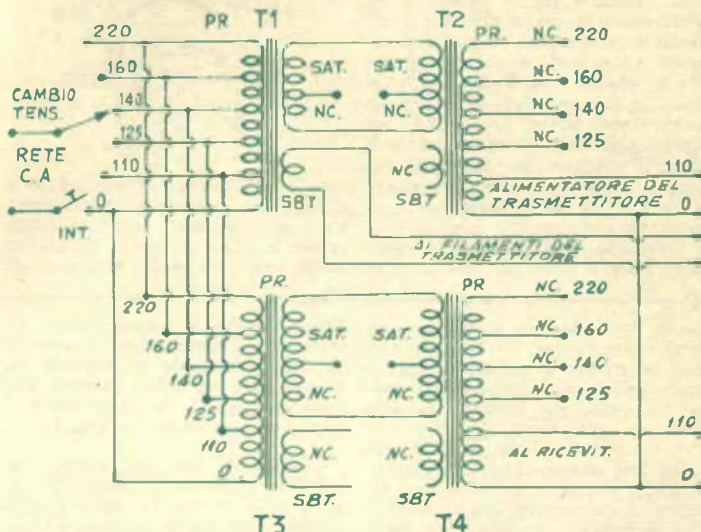 T1 T2
220 PR PR. NC. 220
160 SAT. SAT. NC. 160
CAMBIO
TENS. 140 NC. NC. NC. 140
125 NC. 125
RETE
C.A 110 NC 110
0 SBT SBT ALIMENTATORE DEL
TRASMETTITORE 0
INT.
AI FILAMENTI DEL
TRASMETTITORE
PR. PR
220 NC. 220
160 SAT. SAT. NC. 160
140 NC. NC. NC. 140
125 NC. 125
110 110
0 NC. NC. AL RICEVIT.
SBT. SBT 0
T3 T4